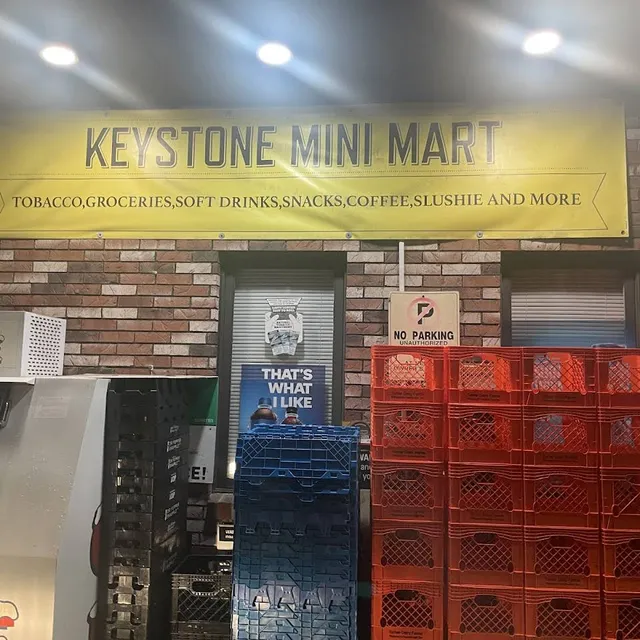 KEYSTONE MINI MART
TOBACCO,GROCERIES,SOFT DRINKS,SNACKS,COFFEE,SLUSHIE AND MORE
NO PARKING
UNAUTHORIZED
THAT'S
WHAT
I LIKE
E!